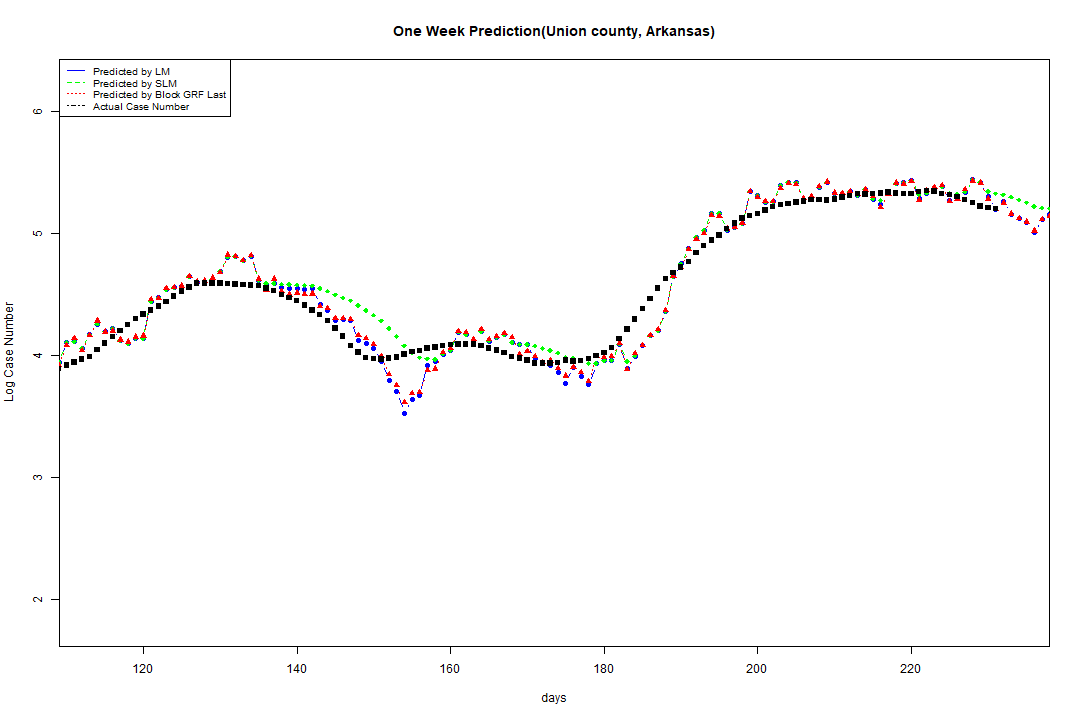 One Week Prediction(Union county, Arkansas)
Predicted by LM
Predicted by SLM
Predicted by Block GRF Last
Actual Case Number
6
5
4
3
2
Log Case Number
120 140 160 180 200 220
days